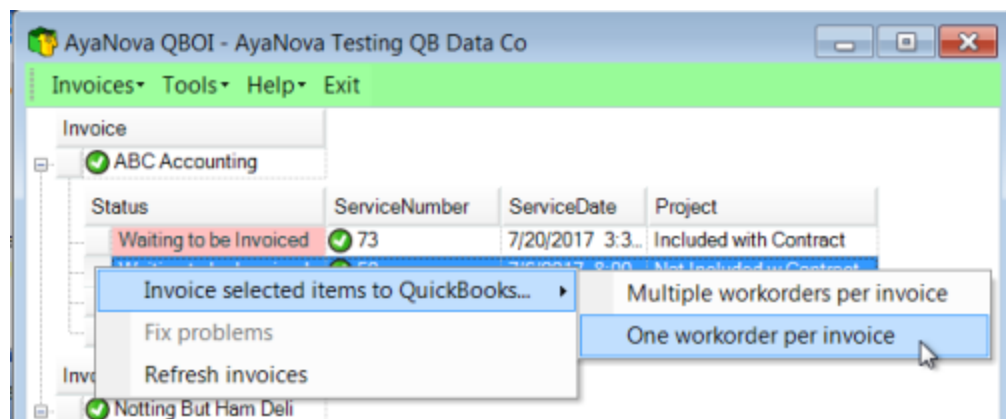 AyaNova QBOI - AyaNova Testing QB Data Co
Invoices Tools Help Exit
Invoice
ABC Accounting
Status ServiceNumber ServiceDate Project
Waiting to be Invoiced 73 7/20/2017 3:3... Included with Contract
Invoice selected items to QuickBooks... Multiple workorders per invoice
Fix problems One workorder per invoice
Refresh invoices
Notting But Ham Deli